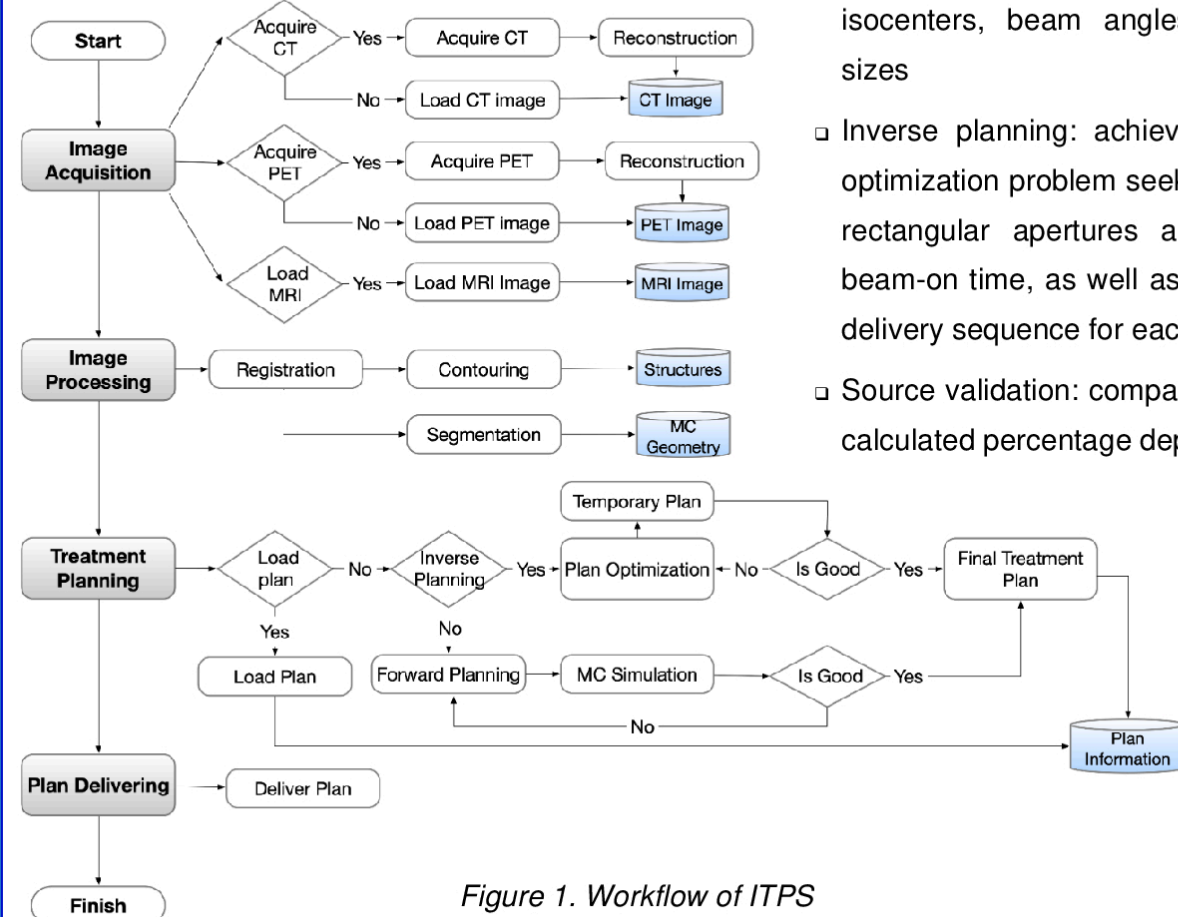 Start
Acquire
CT
Yes
Acquire CT
Reconstruction
No
Load CT image
CT Image
Image
Acquisition
Acquire
PET
Yes
Acquire PET
Reconstruction
No
Load PET image
PET Image
Load
MRI
Yes
Load MRI Image
MRI Image
Image
Processing
Registration
Contouring
Structures
Segmentation
MC
Geometry
Treatment
Planning
Load
plan
No
Inverse
Planning
Yes
Plan Optimization
Temporary Plan
No
Is Good
Yes
Final Treatment
Plan
Yes
Load Plan
No
Forward Planning
MC Simulation
Is Good
Yes
No
Plan
Information
Plan Delivering
Deliver Plan
Finish
Figure 1. Workflow of ITPS
isocenters, beam angles
sizes
❑ Inverse planning: achiev
optimization problem seek
rectangular apertures a
beam-on time, as well as
delivery sequence for eac
❑ Source validation: compa
calculated percentage dep